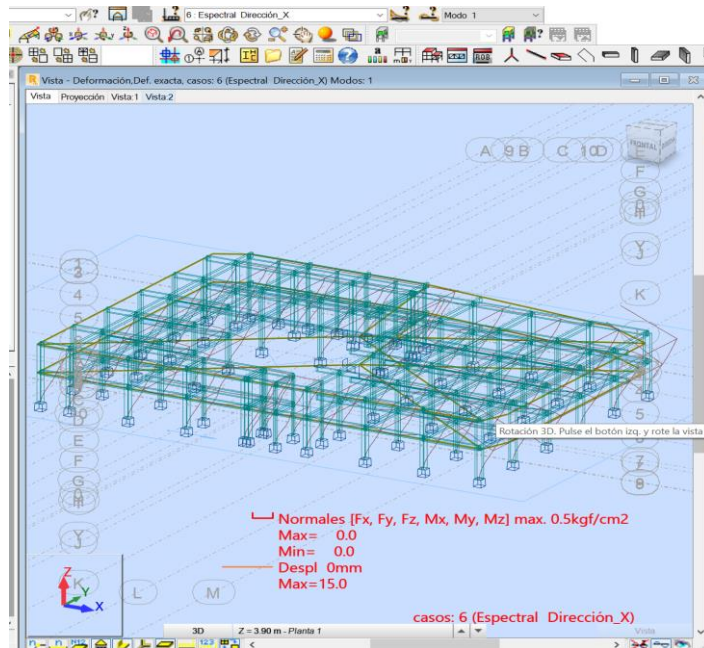 6 : Espectral Dirección_X
Modo 1
Vista - Deformación,Def. exacta, casos: 6 (Espectral Dirección_X) Modos: 1
Vista Proyección Vista:1 Vista:2
A 9 B C 10 D
FRONTAL
F
G
Y
J
K
4
5
D
E
F
G
Y
J
K
L
M
5
Rotación 3D. Pulse el botón izq. y rote la vista
Normales [Fx, Fy, Fz, Mx, My, Mz] max. 0.5kgf/cm2
Max= 0.0
Min= 0.0
Despl 0mm
Max=15.0
Z
Y
X
casos: 6 (Espectral Dirección_X)
3D Z = 3.90 m - Planta 1
Vista